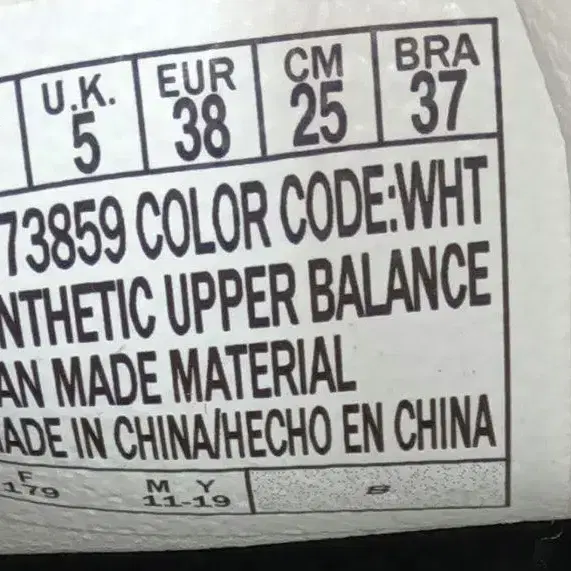 U.K. EUR CM BRA
5 38 25 37
73859 COLOR CODE:WHT
NTHETIC UPPER BALANCE
AN MADE MATERIAL
ADE IN CHINA/HECHO EN CHINA
F M Y
179 11-19 B